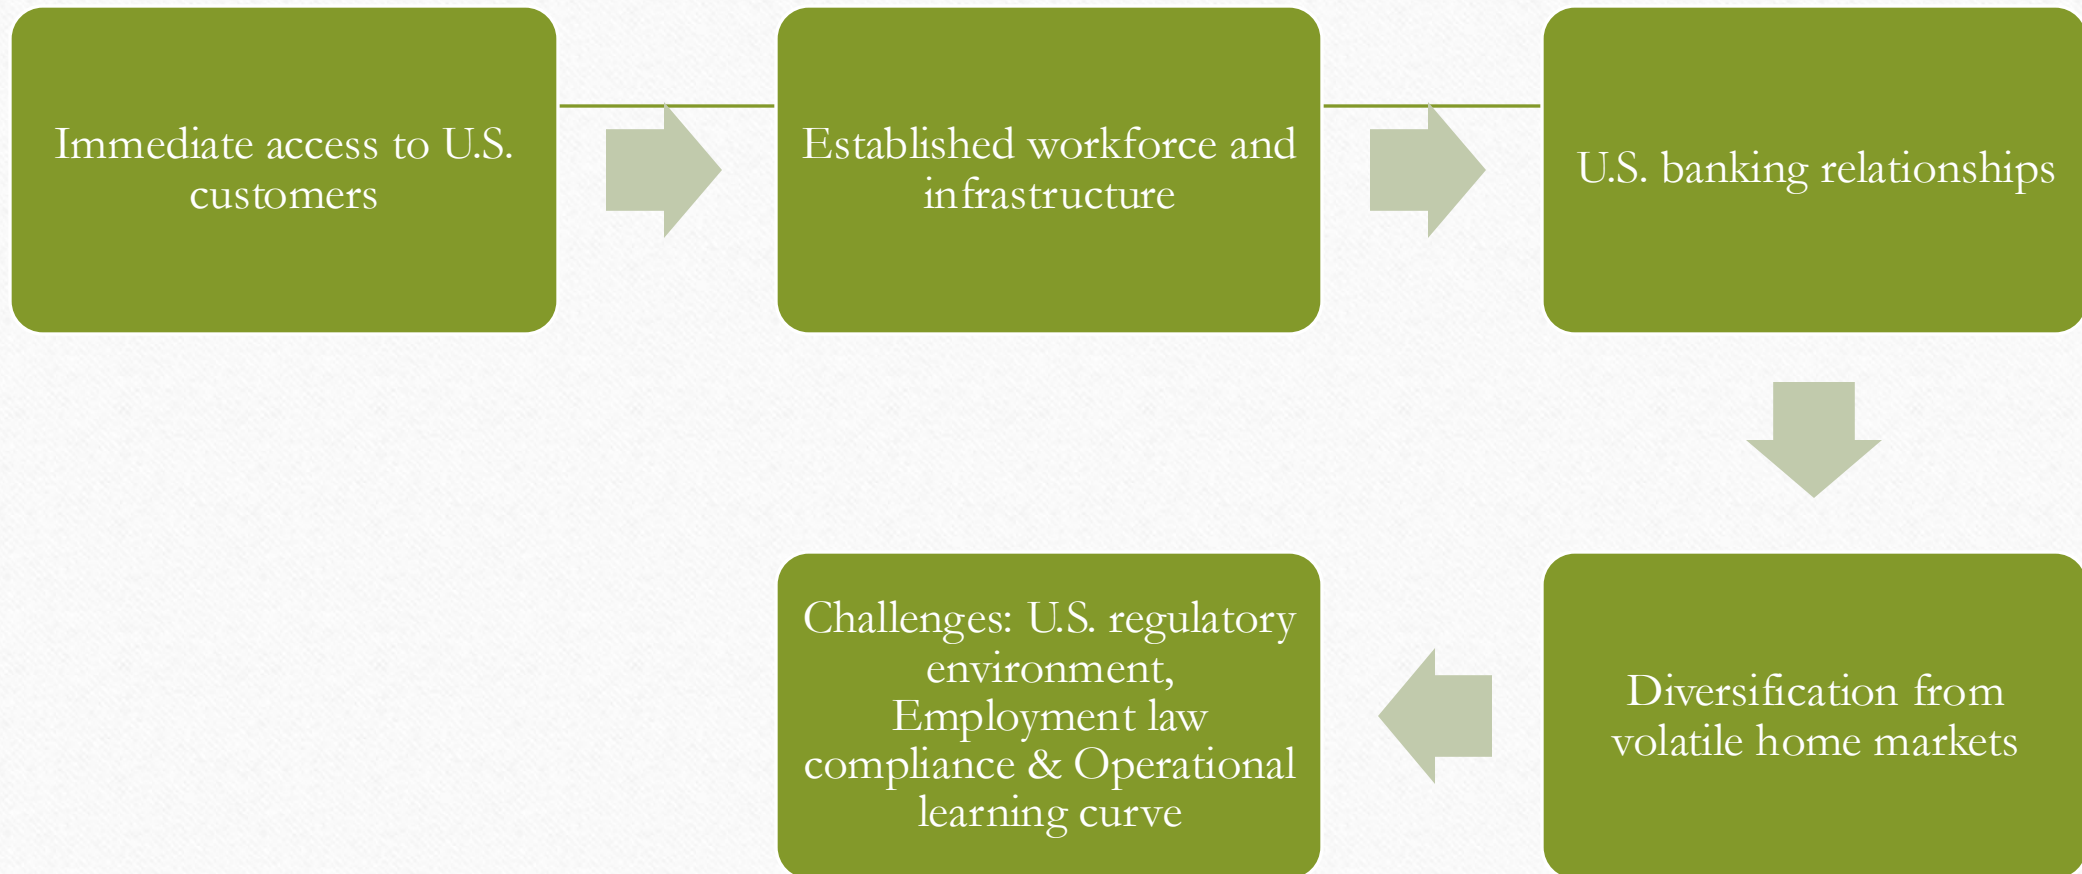 Immediate access to U.S.
customers
Established workforce and
infrastructure
U.S. banking relationships
Diversification from
volatile home markets
Challenges: U.S. regulatory
environment,
Employment law
compliance & Operational
learning curve